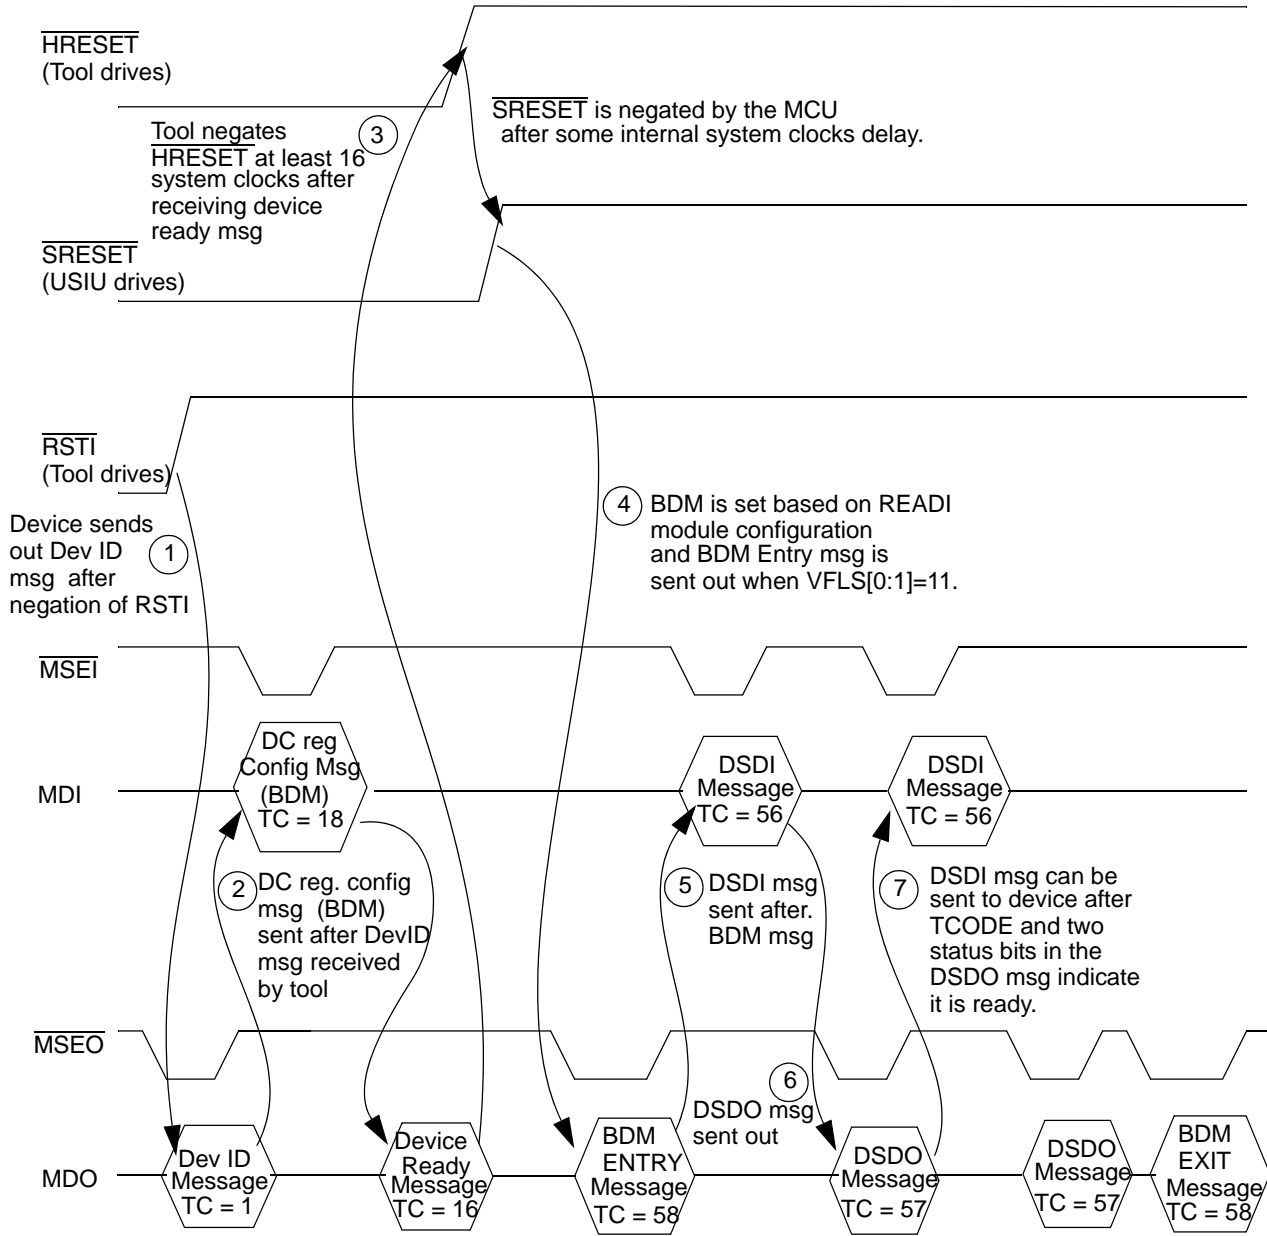 HRESET
(Tool drives)
SRESET is negated by the MCU
after some internal system clocks delay.
3
Tool negates
HRESET at least 16
system clocks after
receiving device
ready msg
SRESET
(USIU drives)
RSTI
(Tool drives)
1
Device sends
out Dev ID
msg after
negation of RSTI
4
BDM is set based on READI
module configuration
and BDM Entry msg is
sent out when VFLS[0:1]=11.
MSEI
MDI
DC reg
Config Msg
(BDM)
TC = 18
DSDI
Message
TC = 56
DSDI
Message
TC = 56
2
DC reg. config
msg (BDM)
sent after DevID
msg received
by tool
5
DSDI msg
sent after.
BDM msg
7
DSDI msg can be
sent to device after
TCODE and two
status bits in the
DSDO msg indicate
it is ready.
MSEO
6
DSDO msg
sent out
MDO
Dev ID
Message
TC = 1
Device
Ready
Message
TC = 16
BDM
ENTRY
Message
TC = 58
DSDO
Message
TC = 57
DSDO
Message
TC = 57
BDM
EXIT
Message
TC = 58